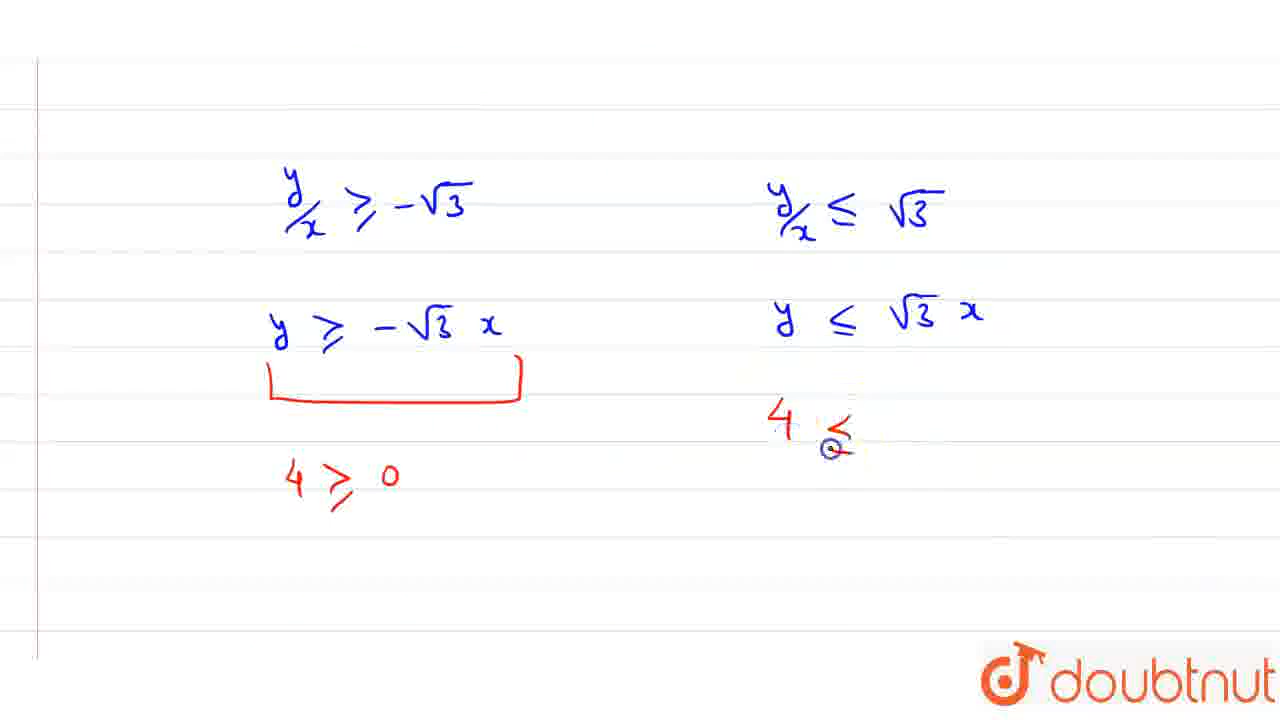 y/x ≥ -√3
y/x ≤ √3
y ≥ -√3 x
y ≤ √3 x
4 ≤
4 ≥ 0
doubtnut